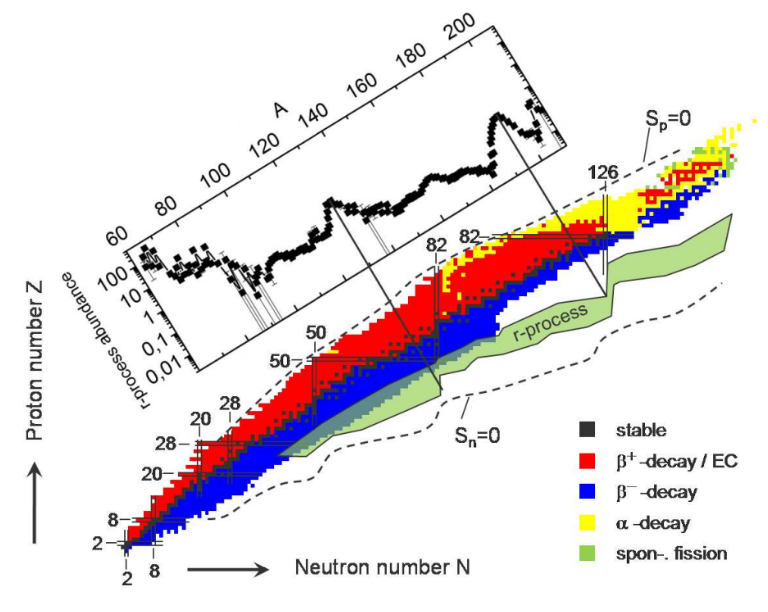 200
180
160
140
120
100
80
60
A
100
10
1
0,1
0,01
r-process abundance
Sp=0
126
82
82
50
50
28
20
28
20
8
2
2
8
r-process
Sn=0
Proton number Z
Neutron number N
stable
β+-decay / EC
β−-decay
α -decay
spon-. fission